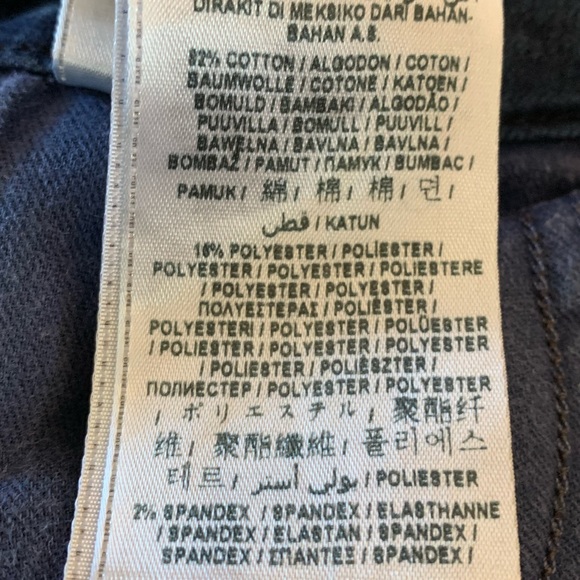 DIRAKIT DI MEKSIKO DARI BAHAN-
BAHAN A.S.
82% COTTON / ALGODON / COTON /
BAUMWOLLE / COTONE / KATOEN /
BOMULD / BAMBAKI / ALGODÃO /
PUUVILLA / BOMULL / PUUVILL /
BAWEŁNA / BAVLNA / BAVLNA /
BOMBAŽ / PAMUT / ПАМУК / BUMBAC /
PAMUK / 綿 / 棉 / 棉 / 면 /
قطن / KATUN
16% POLYESTER / POLIÉSTER /
POLYESTER / POLYESTER / POLIESTERE
/ POLYESTER / POLYESTER /
ΠΟΛΥΕΣΤΕΡΑΣ / POLIÉSTER /
POLYESTERI / POLYESTER / POLÜESTER
/ POLIESTER / POLYESTER / POLYESTER
/ POLIESTER / POLIÉSZTER /
ПОЛИЕСТЕР / POLYESTER / POLYESTER
/ ポリエステル / 聚酯纤
维 / 聚酯纖維 / 폴리에스
테르 / بولي أستر / POLIESTER
2% SPANDEX / SPANDEX / ELASTHANNE
/ SPANDEX / ELASTAN / SPANDEX /
SPANDEX / ΣΠΑΝΤΕΞ / SPANDEX /